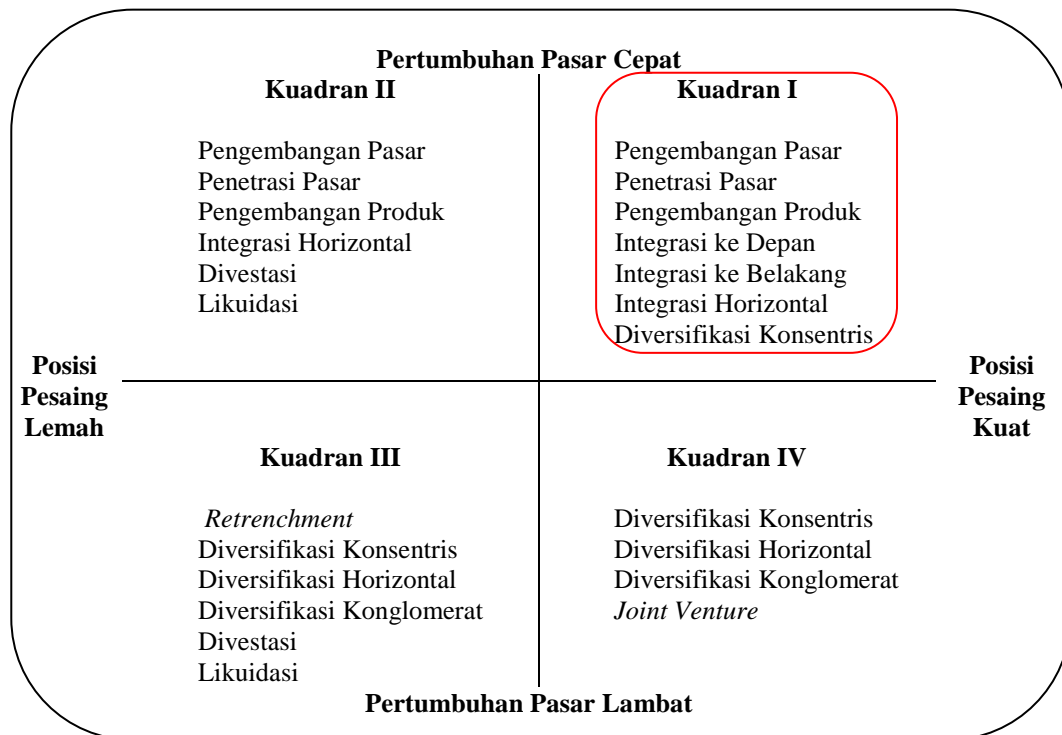 Pertumbuhan Pasar Cepat
Kuadran II
Pengembangan Pasar
Penetrasi Pasar
Pengembangan Produk
Integrasi Horizontal
Divestasi
Likuidasi
Kuadran I
Pengembangan Pasar
Penetrasi Pasar
Pengembangan Produk
Integrasi ke Depan
Integrasi ke Belakang
Integrasi Horizontal
Diversifikasi Konsentris
Posisi
Pesaing
Lemah
Posisi
Pesaing
Kuat
Kuadran III
Retrenchment
Diversifikasi Konsentris
Diversifikasi Horizontal
Diversifikasi Konglomerat
Divestasi
Likuidasi
Kuadran IV
Diversifikasi Konsentris
Diversifikasi Horizontal
Diversifikasi Konglomerat
Joint Venture
Pertumbuhan Pasar Lambat